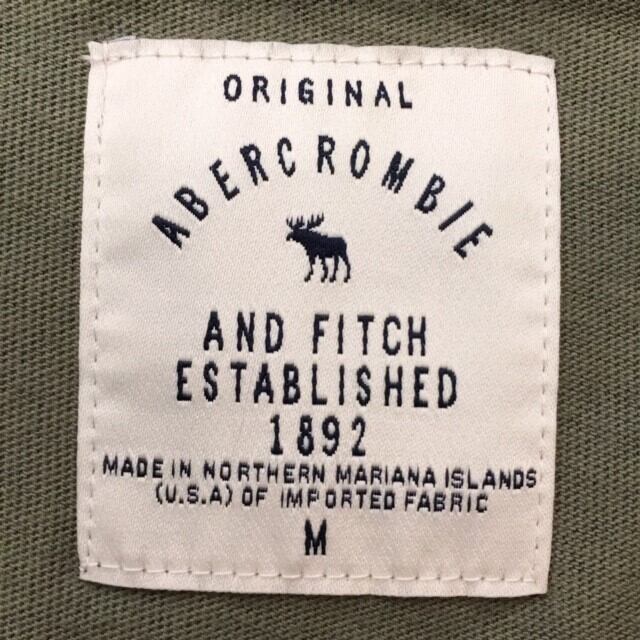 ORIGINAL
ABERCROMBIE
AND FITCH
ESTABLISHED
1892
MADE IN NORTHERN MARIANA ISLANDS
(U.S.A) OF IMPORTED FABRIC
M